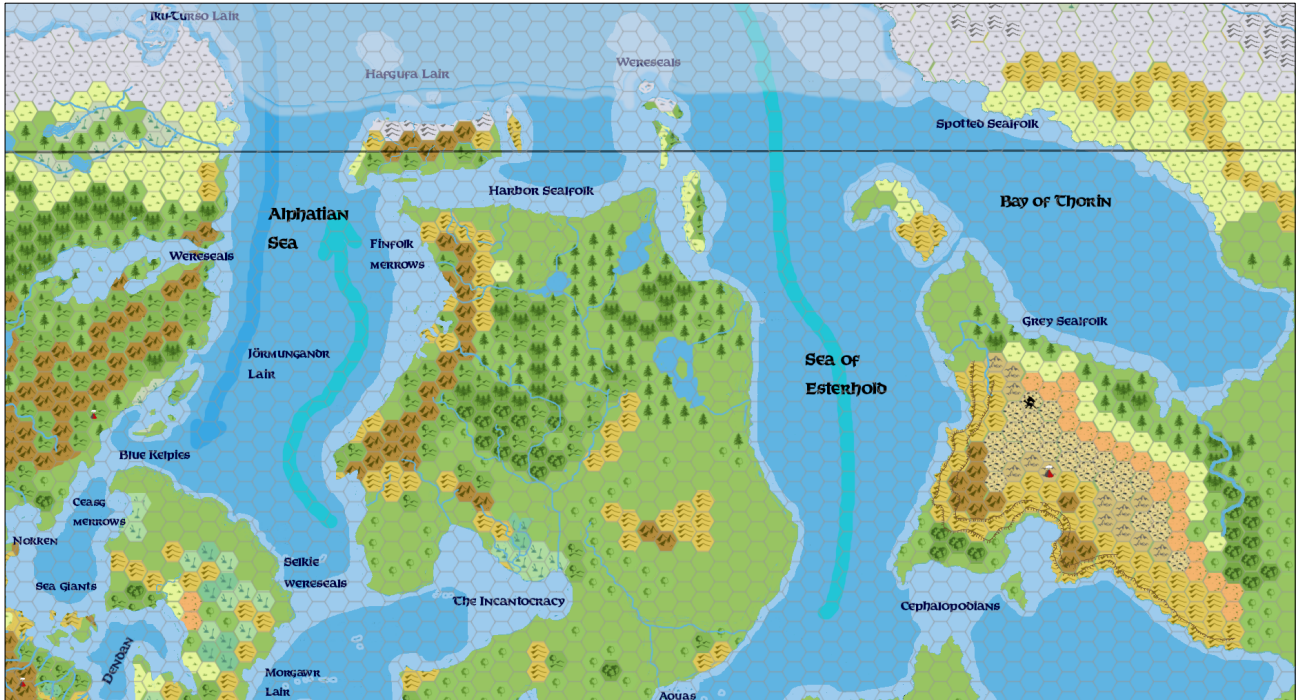 Iku-Turso Lair
Hafgufa Lair
Wereseals
Spotted Sealfolk
Harbor Sealfolk
Bay of Thorin
Alphatian
Sea
Finfolk
merrows
Wereseals
Grey Sealfolk
Jörmungandr
Lair
Sea of
Esterhold
Blue Kelpies
Ceasg
merrows
Nokken
Selkie
wereseals
Sea Giants
The Incantocracy
Cephalopodians
Dendan
Morgawr
Lair
Aquas